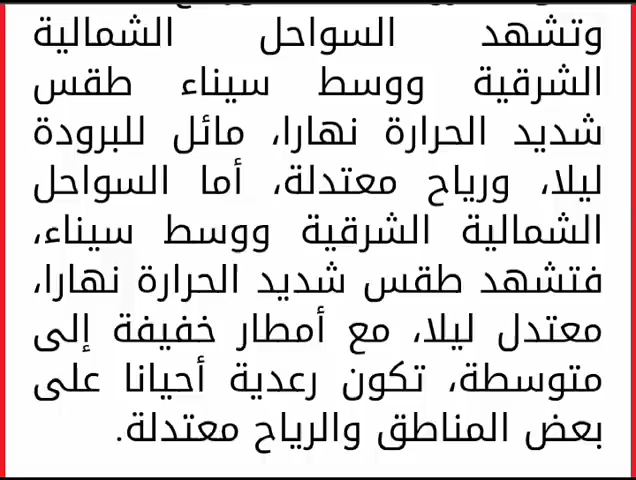 وتشهد السواحل الشمالية
الشرقية ووسط سيناء طقس
شديد الحرارة نهارا، مائل للبرودة
ليلا، ورياح معتدلة، أما السواحل
الشمالية الشرقية ووسط سيناء،
فتشهد طقس شديد الحرارة نهارا،
معتدل ليلا، مع أمطار خفيفة إلى
متوسطة، تكون رعدية أحيانا على
بعض المناطق والرياح معتدلة.